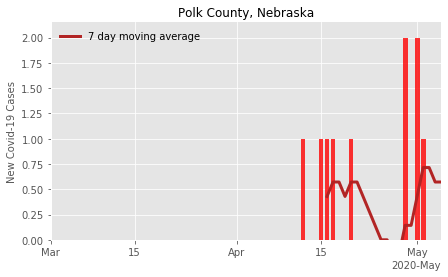 Polk County, Nebraska
7 day moving average
New Covid-19 Cases
2.00
1.75
1.50
1.25
1.00
0.75
0.50
0.25
0.00
Mar 15 Apr 15 May
2020-May